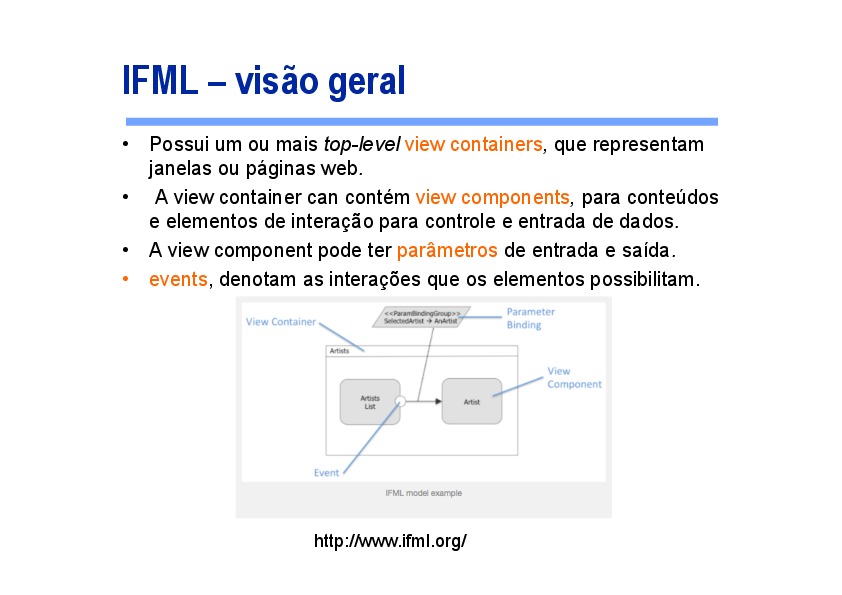 IFML – visão geral
• Possui um ou mais top-level view containers, que representam
janelas ou páginas web.
• A view container can contém view components, para conteúdos
e elementos de interação para controle e entrada de dados.
• A view component pode ter parâmetros de entrada e saída.
• events, denotam as interações que os elementos possibilitam.
<<ParamBindingGroup>>
SelectedArtist → AnArtist
Parameter
Binding
View Container
Artists
View
Component
Artists
List
Artist
Event
IFML model example
http://www.ifml.org/